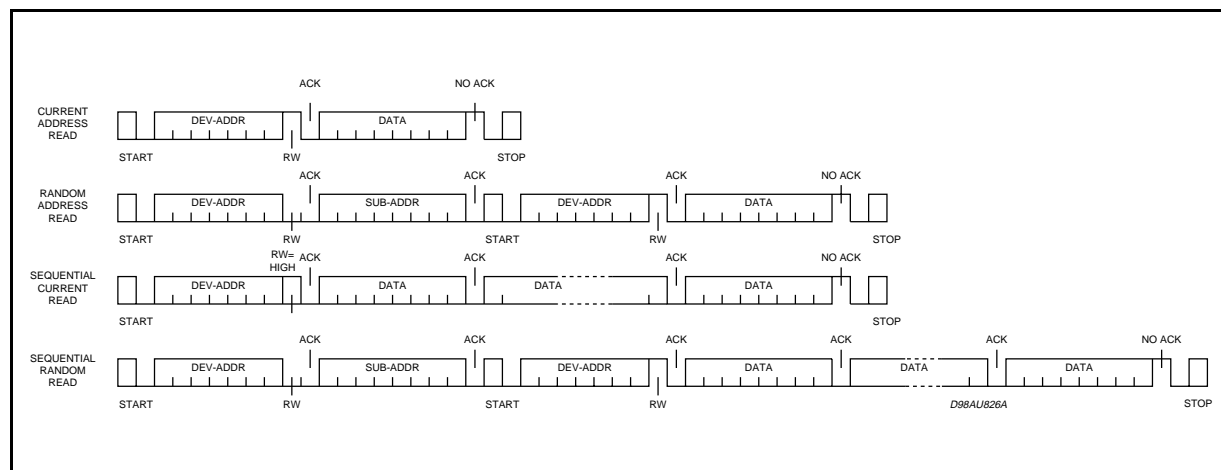 ACK NO ACK
CURRENT
ADDRESS
READ
DEV-ADDR DATA
START RW STOP
ACK ACK ACK NO ACK
RANDOM
ADDRESS
READ
DEV-ADDR SUB-ADDR DEV-ADDR DATA
START RW START RW STOP
RW=
HIGH
ACK ACK ACK NO ACK
SEQUENTIAL
CURRENT
READ
DEV-ADDR DATA DATA DATA
START STOP
ACK ACK ACK ACK ACK NO ACK
SEQUENTIAL
RANDOM
READ
DEV-ADDR SUB-ADDR DEV-ADDR DATA DATA DATA
START RW START RW D98AU826A STOP